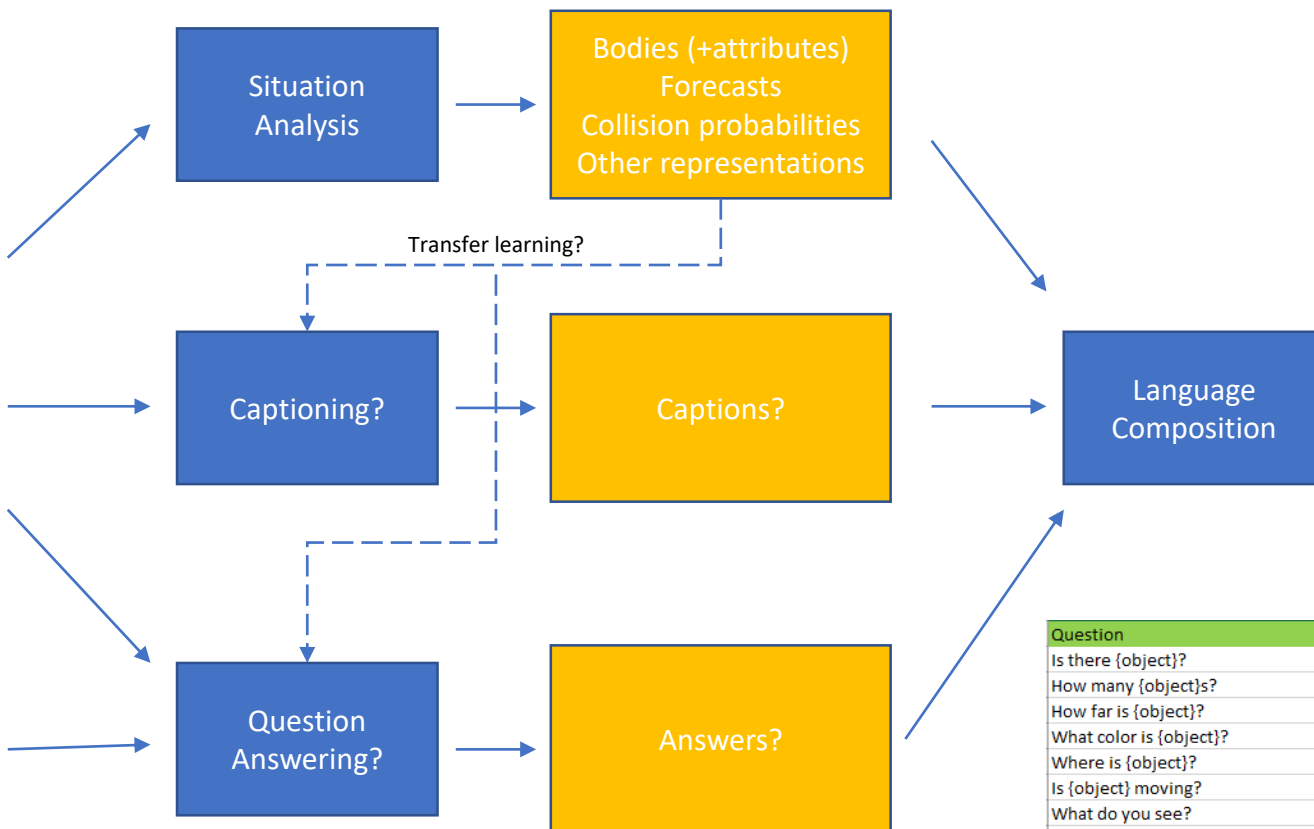 Situation
Analysis
Bodies (+attributes)
Forecasts
Collision probabilities
Other representations
Transfer learning?
Captioning?
Captions?
Language
Composition
Question
Answering?
Answers?
Question
Is there {object}?
How many {object}s?
How far is {object}?
What color is {object}?
Where is {object}?
Is {object} moving?
What do you see?